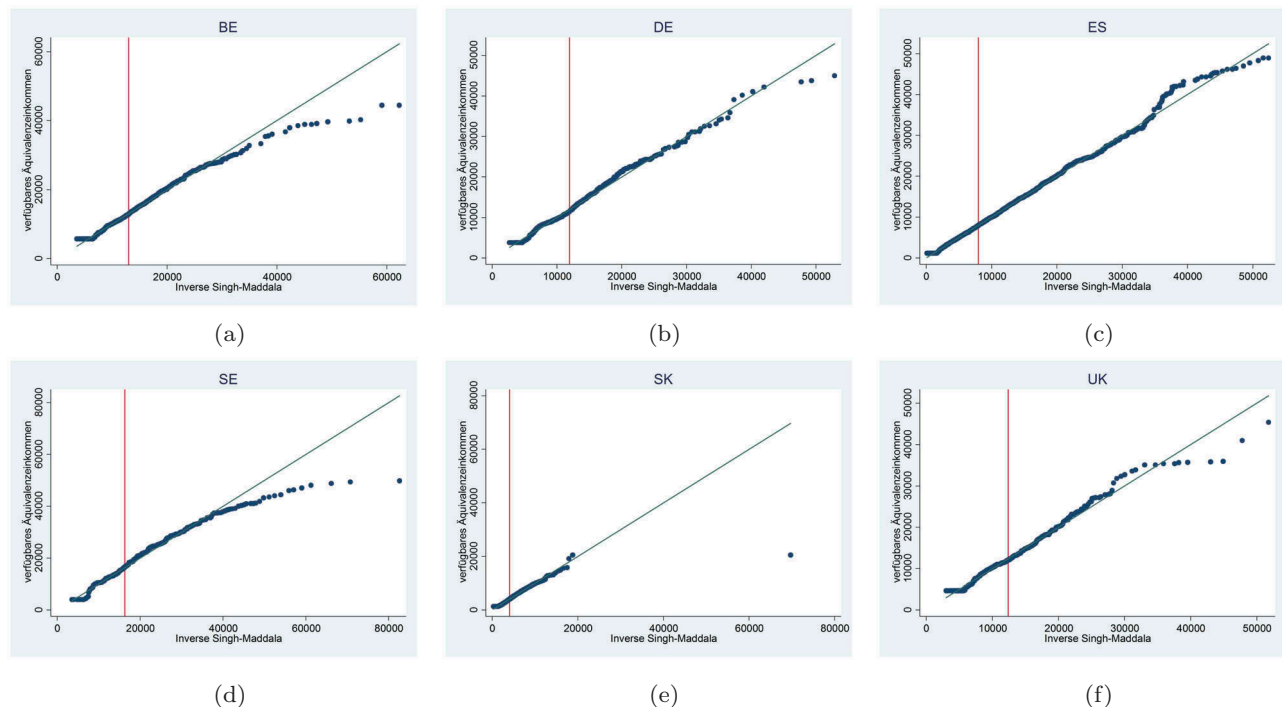 BE
verfügbares Äquivalenzeinkommen
0 20000 40000 60000
0 20000 40000 60000
Inverse Singh-Maddala
(a)
DE
verfügbares Äquivalenzeinkommen
0 10000 20000 30000 40000 50000
0 10000 20000 30000 40000 50000
Inverse Singh-Maddala
(b)
ES
verfügbares Äquivalenzeinkommen
0 10000 20000 30000 40000 50000
0 10000 20000 30000 40000 50000
Inverse Singh-Maddala
(c)
SE
verfügbares Äquivalenzeinkommen
0 20000 40000 60000 80000
0 20000 40000 60000 80000
Inverse Singh-Maddala
(d)
SK
verfügbares Äquivalenzeinkommen
0 20000 40000 60000 80000
0 20000 40000 60000 80000
Inverse Singh-Maddala
(e)
UK
verfügbares Äquivalenzeinkommen
0 10000 20000 30000 40000 50000
0 10000 20000 30000 40000 50000
Inverse Singh-Maddala
(f)